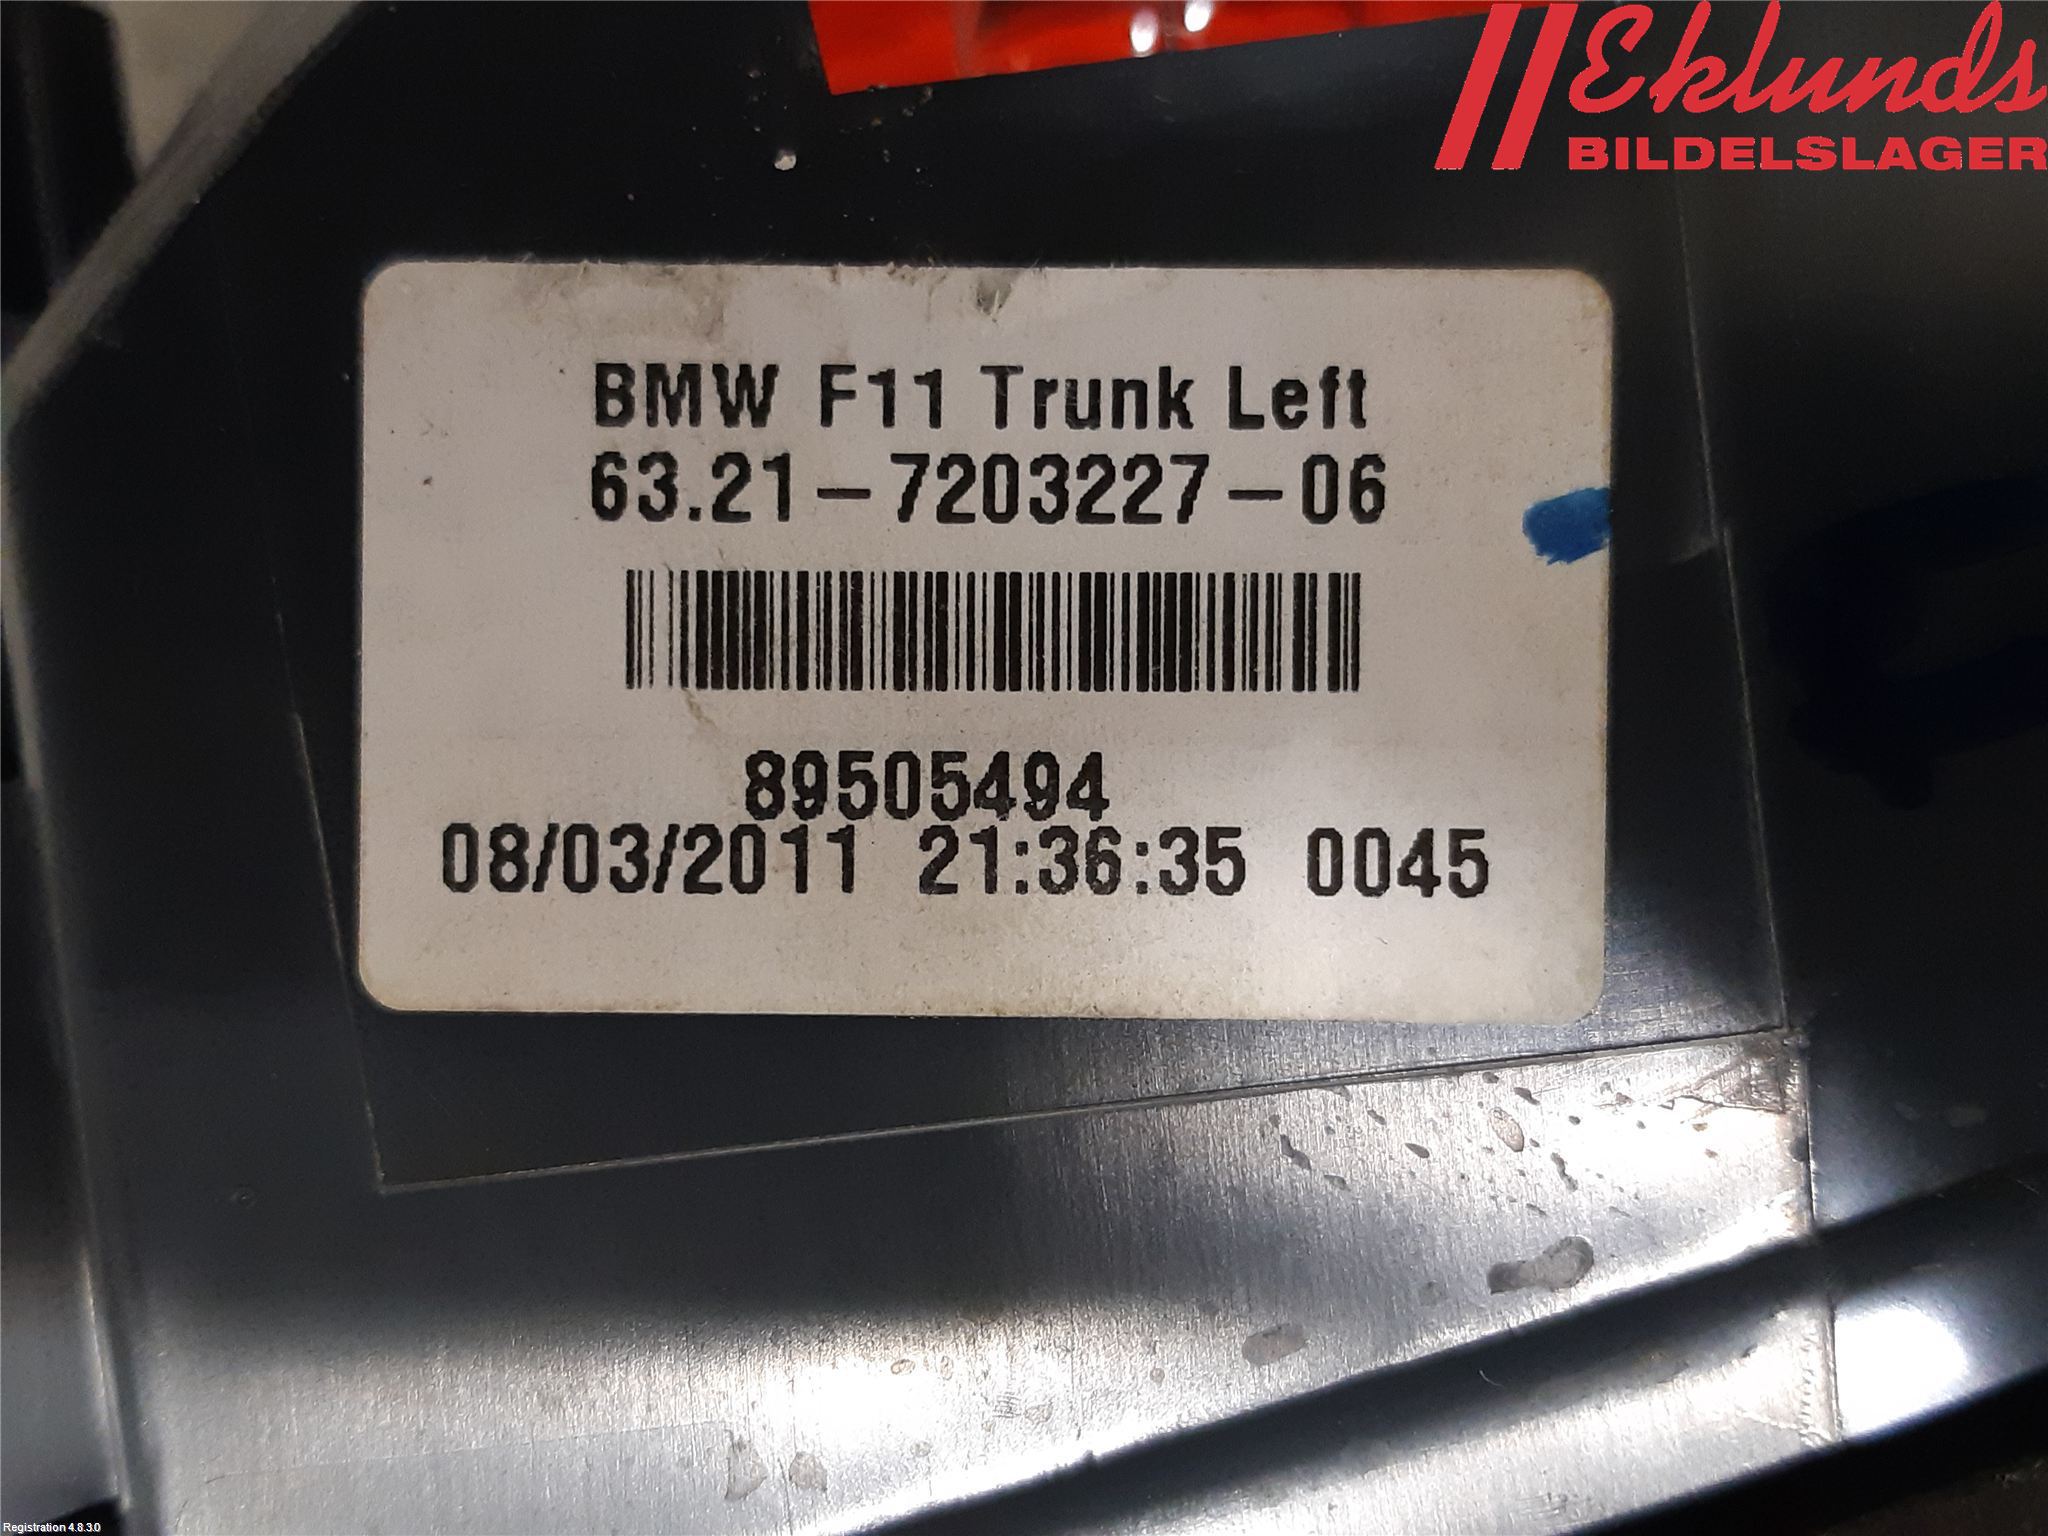 Eklunds
BILDELSLAGER
BMW F11 Trunk Left
63.21-7203227-06
89505494
08/03/2011 21:36:35 0045
Registration 4.8.3.0